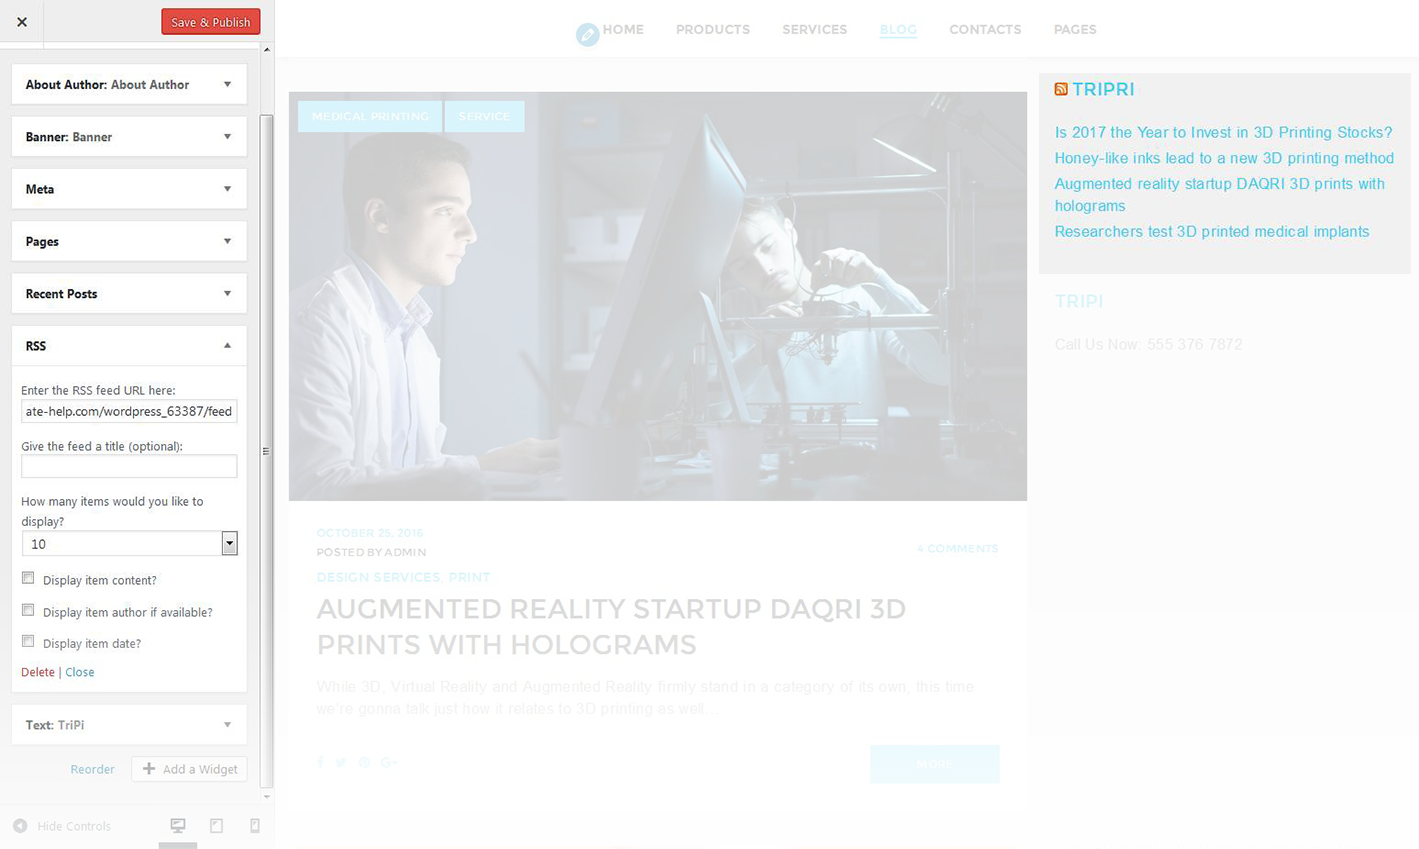 Save & Publish
About Author: About Author
Banner: Banner
Meta
Pages
Recent Posts
RSS
Enter the RSS feed URL here:
ate-help.com/wordpress_63387/feed
Give the feed a title (optional):
How many items would you like to
display?
10
Display item content?
Display item author if available?
Display item date?
Delete | Close
Text: TriPi
Reorder
Add a Widget
Hide Controls
HOME PRODUCTS SERVICES BLOG CONTACTS PAGES
MEDICAL PRINTING SERVICE
OCTOBER 25, 2016
POSTED BY ADMIN
4 COMMENTS
DESIGN SERVICES, PRINT
AUGMENTED REALITY STARTUP DAQRI 3D
PRINTS WITH HOLOGRAMS
While 3D, Virtual Reality and Augmented Reality firmly stand in a category of its own, this time
we're gonna talk just how it relates to 3D printing as well...
MORE
TRIPRI
Is 2017 the Year to Invest in 3D Printing Stocks?
Honey-like inks lead to a new 3D printing method
Augmented reality startup DAQRI 3D prints with
holograms
Researchers test 3D printed medical implants
TRIPI
Call Us Now: 555 376 7872